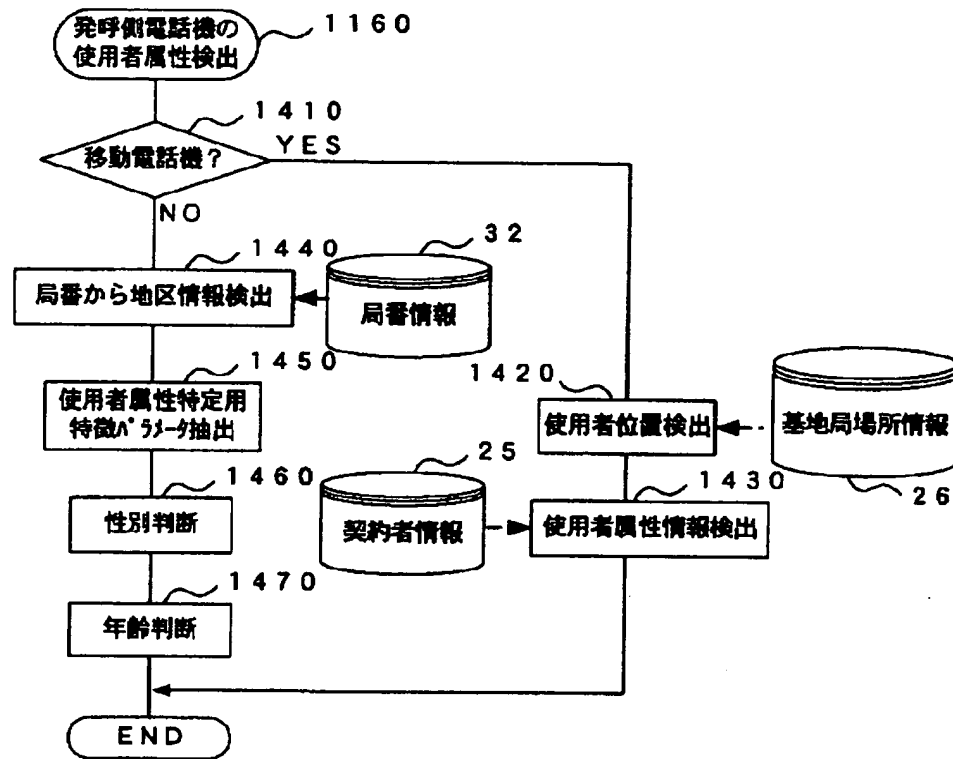 発呼側電話機の
使用者属性検出
1160
1410
移動電話機？
YES
NO
1440
局番から地区情報検出
32
局番情報
1450
使用者属性特定用
特徴ﾊﾟﾗﾒｰﾀ抽出
1420
使用者位置検出
基地局場所情報
26
1460
性別判断
25
契約者情報
1430
使用者属性情報検出
1470
年齢判断
END